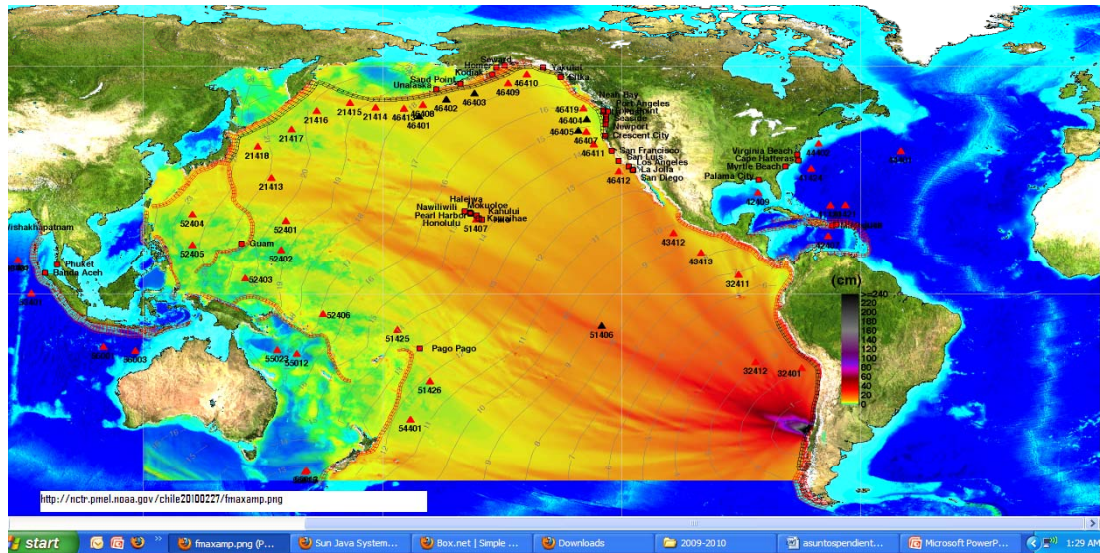 Seward
Homer
Yakutat
Kodiak
Sitka
46410
Sand Point
46409
Unalaska
46403
46402
21415
21414
46413
46408
46401
21416
21417
21418
21413
Neah Bay
46419
Port Angeles
46404
Seaside
46405
Newport
46407
Crescent City
46411
San Francisco
San Luis
Los Angeles
46412
La Jolla
San Diego
Virginia Beach
Cape Hatteras
Myrtle Beach
Palama City
42409
Haleiwa
Mokuoloe
Nawiliwili
Kahului
Pearl Harbor
Honolulu
51407
52404
52401
52405
Guam
52402
52403
52406
43412
43413
32411
Phuket
Banda Aceh
56003
55023
55012
51425
Pago Pago
51426
54401
51406
32412
32401
(cm)
>=240
220
200
180
160
140
120
100
80
60
40
20
0
http://nctr.pmel.noaa.gov/chile20100227/fmaxamp.png
start
fmaxamp.png (P...
Sun Java System...
Box.net | Simple ...
Downloads
2009-2010
asuntospendient...
Microsoft PowerP...
1:29 AM